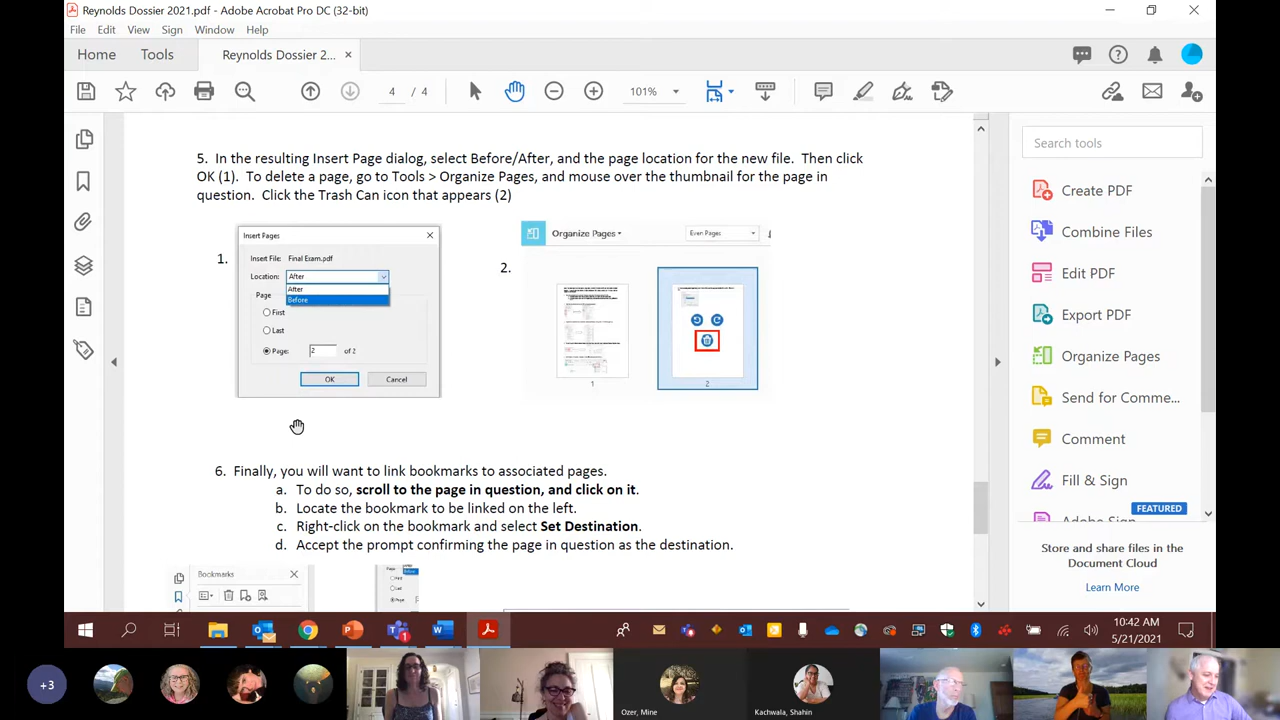 Reynolds Dossier 2021.pdf - Adobe Acrobat Pro DC (32-bit)
File Edit View Sign Window Help
Home Tools Reynolds Dossier 2... ×
4 / 4 101%
Search tools
5. In the resulting Insert Page dialog, select Before/After, and the page location for the new file. Then click
OK (1). To delete a page, go to Tools > Organize Pages, and mouse over the thumbnail for the page in
question. Click the Trash Can icon that appears (2)
1.
Insert Pages
Insert File: Final Exam.pdf
Location: After
After
Before
Page
First
Last
Page: 2 of 2
OK Cancel
2.
Organize Pages
Even Pages
1
2
6. Finally, you will want to link bookmarks to associated pages.
a. To do so, scroll to the page in question, and click on it.
b. Locate the bookmark to be linked on the left.
c. Right-click on the bookmark and select Set Destination.
d. Accept the prompt confirming the page in question as the destination.
Bookmarks
Before
First
Last
Page
Create PDF
Combine Files
Edit PDF
Export PDF
Organize Pages
Send for Comme...
Comment
Fill & Sign
FEATURED
Adobe Sign
Store and share files in the
Document Cloud
Learn More
10:42 AM
5/21/2021
+3
Ozer, Mine
Kachwala, Shahin